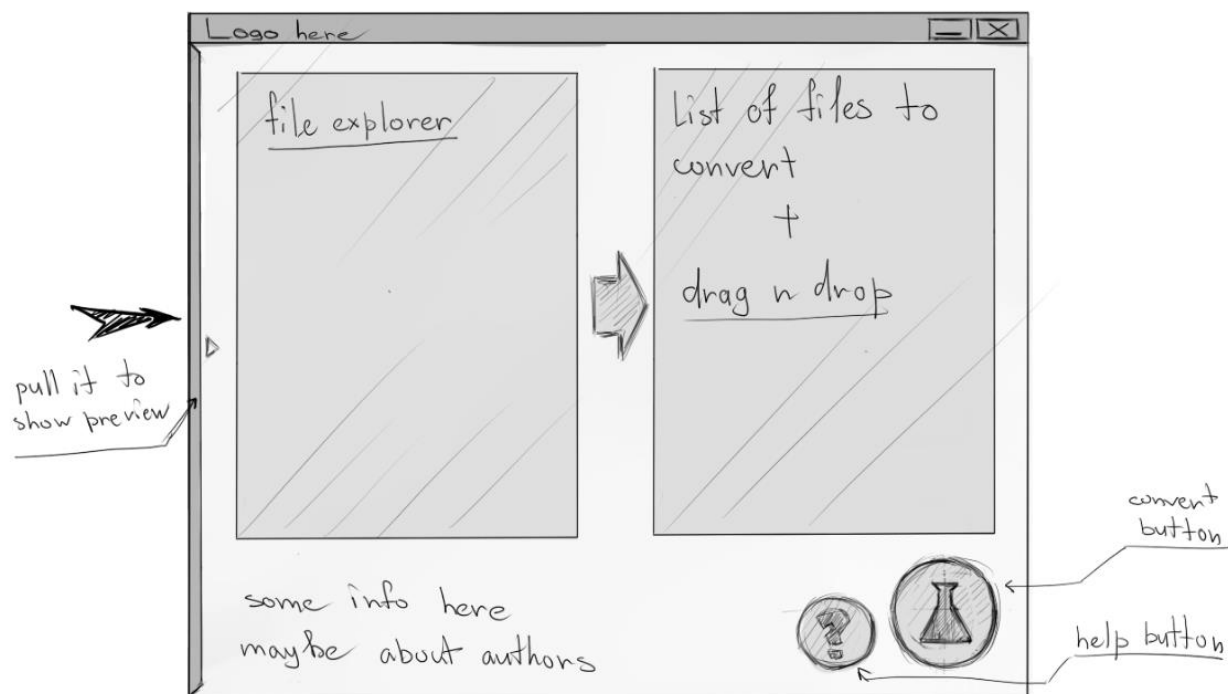 Logo here
file explorer
list of files to
convert
+
drag n drop
pull it to
show preview
convert
button
some info here
maybe about authors
?
help button